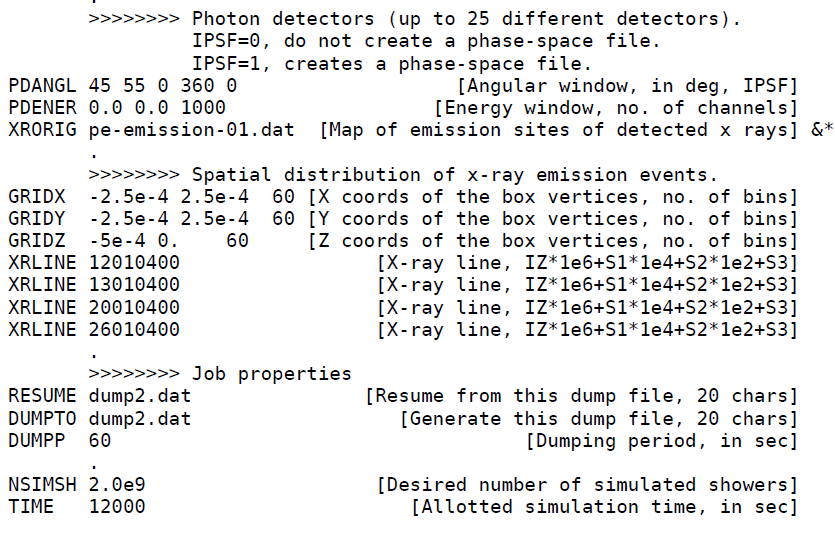 .
>>>>>>>> Photon detectors (up to 25 different detectors).
IPSF=0, do not create a phase-space file.
IPSF=1, creates a phase-space file.
PDANGL 45 55 0 360 0 [Angular window, in deg, IPSF]
PDENER 0.0 0.0 1000 [Energy window, no. of channels]
XRORIG pe-emission-01.dat [Map of emission sites of detected x rays] &*
.
>>>>>>>> Spatial distribution of x-ray emission events.
GRIDX -2.5e-4 2.5e-4 60 [X coords of the box vertices, no. of bins]
GRIDY -2.5e-4 2.5e-4 60 [Y coords of the box vertices, no. of bins]
GRIDZ -5e-4 0. 60 [Z coords of the box vertices, no. of bins]
XRLINE 12010400 [X-ray line, IZ*1e6+S1*1e4+S2*1e2+S3]
XRLINE 13010400 [X-ray line, IZ*1e6+S1*1e4+S2*1e2+S3]
XRLINE 20010400 [X-ray line, IZ*1e6+S1*1e4+S2*1e2+S3]
XRLINE 26010400 [X-ray line, IZ*1e6+S1*1e4+S2*1e2+S3]
.
>>>>>>>> Job properties
RESUME dump2.dat [Resume from this dump file, 20 chars]
DUMPTO dump2.dat [Generate this dump file, 20 chars]
DUMPP 60 [Dumping period, in sec]
.
NSIMSH 2.0e9 [Desired number of simulated showers]
TIME 12000 [Allotted simulation time, in sec]